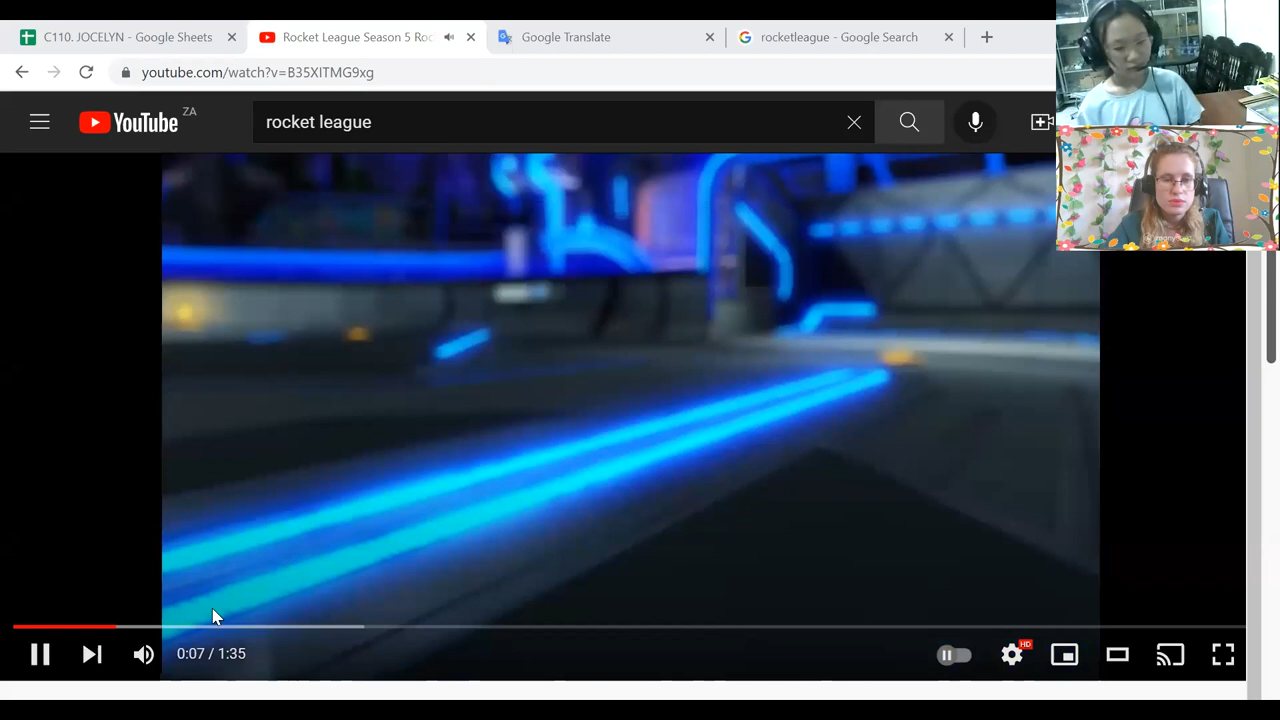 C110. JOCELYN - Google Sheets
Rocket League Season 5 Roc
Google Translate
rocketleague - Google Search
youtube.com/watch?v=B35XITMG9xg
YouTube ZA
rocket league
0:07 / 1:35
HD